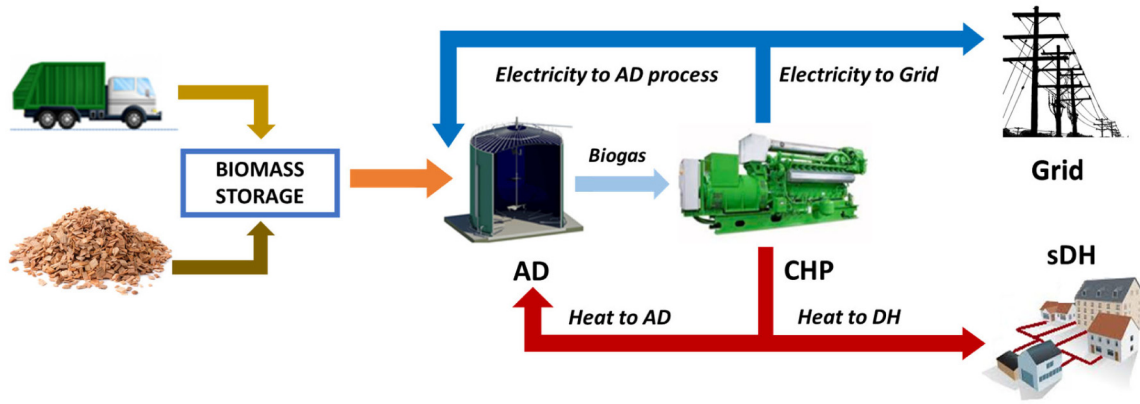 Electricity to AD process
Electricity to Grid
BIOMASS
STORAGE
Biogas
Grid
AD
CHP
sDH
Heat to AD
Heat to DH